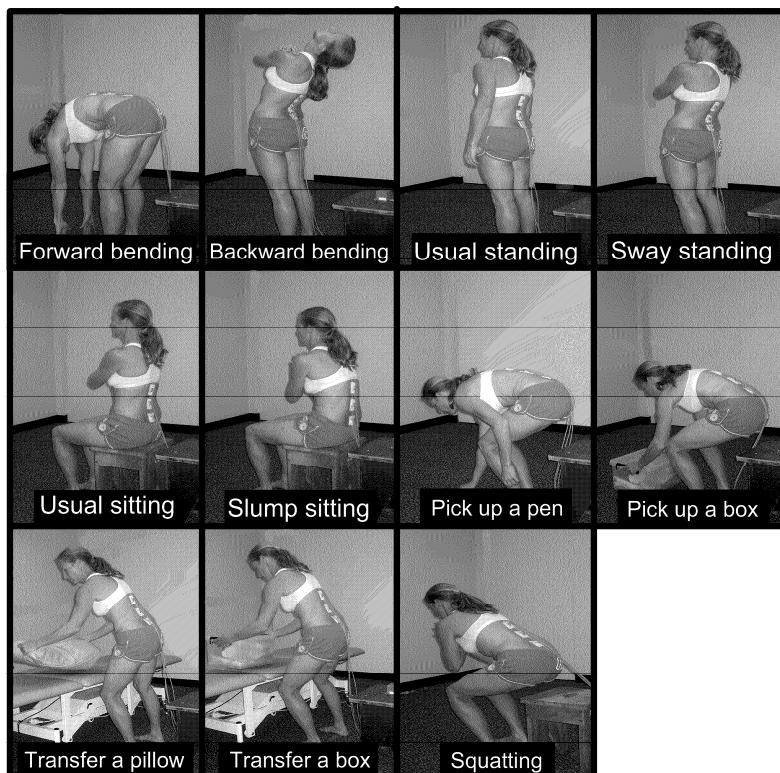 Forward bending
Backward bending
Usual standing
Sway standing
Usual sitting
Slump sitting
Pick up a pen
Pick up a box
Transfer a pillow
Transfer a box
Squatting